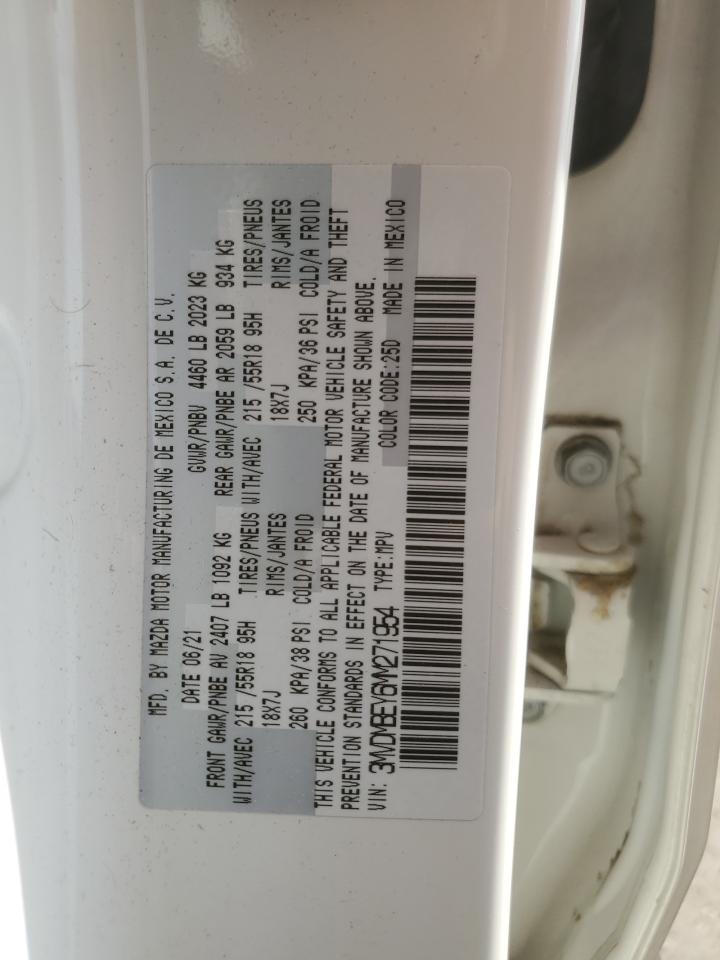 MFD. BY MAZDA MOTOR MANUFACTURING DE MEXICO S.A. DE C.V.
DATE 06/21 GVWR/PNBV 4460 LB 2023 KG
FRONT GAWR/PNBE AV 2407 LB 1092 KG REAR GAWR/PNBE AR 2059 LB 934 KG
WITH/AVEC 215 /55R18 95H TIRES/PNEUS WITH/AVEC 215 /55R18 95H TIRES/PNEUS
18X7J RIMS/JANTES 18X7J RIMS/JANTES
260 KPA/38 PSI COLD/A FROID 250 KPA/36 PSI COLD/A FROID
THIS VEHICLE CONFORMS TO ALL APPLICABLE FEDERAL MOTOR VEHICLE SAFETY AND THEFT
PREVENTION STANDARDS IN EFFECT ON THE DATE OF MANUFACTURE SHOWN ABOVE.
VIN: 3MVDMBEY6MM271954 TYPE:MPV COLOR CODE:25D MADE IN MEXICO